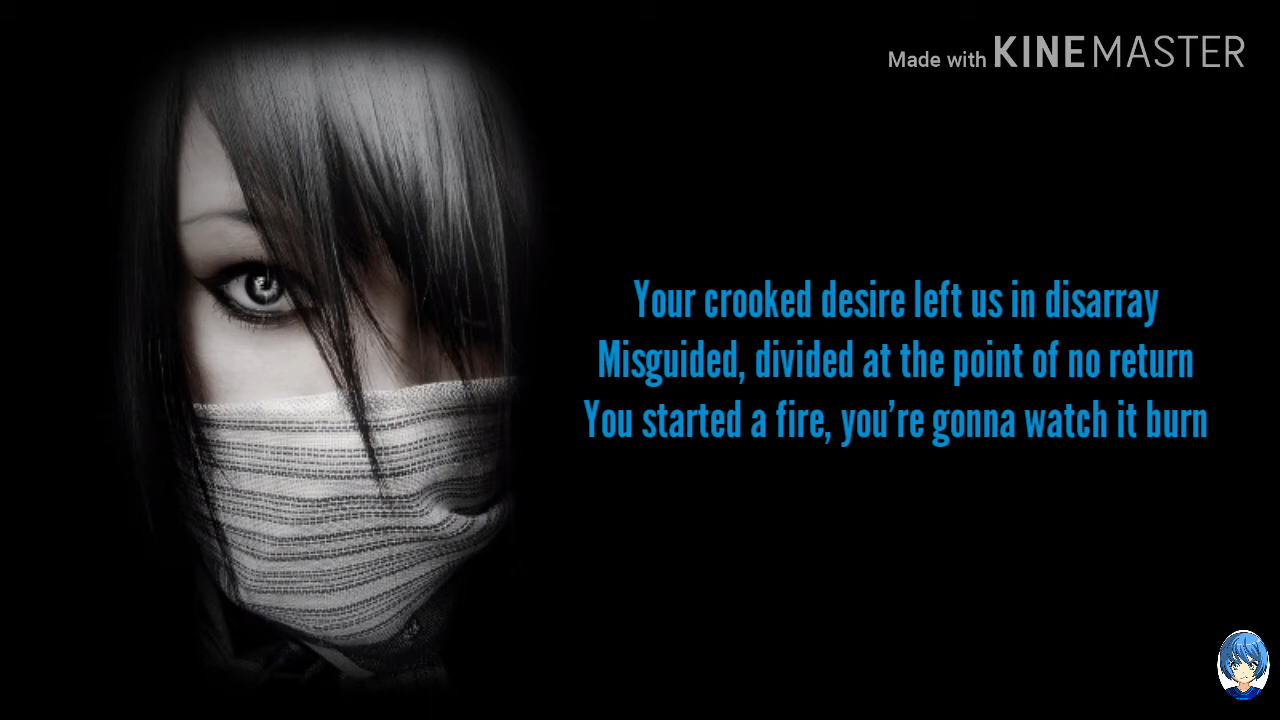 Made with KINEMASTER
Your crooked desire left us in disarray
Misguided, divided at the point of no return
You started a fire, you’re gonna watch it burn